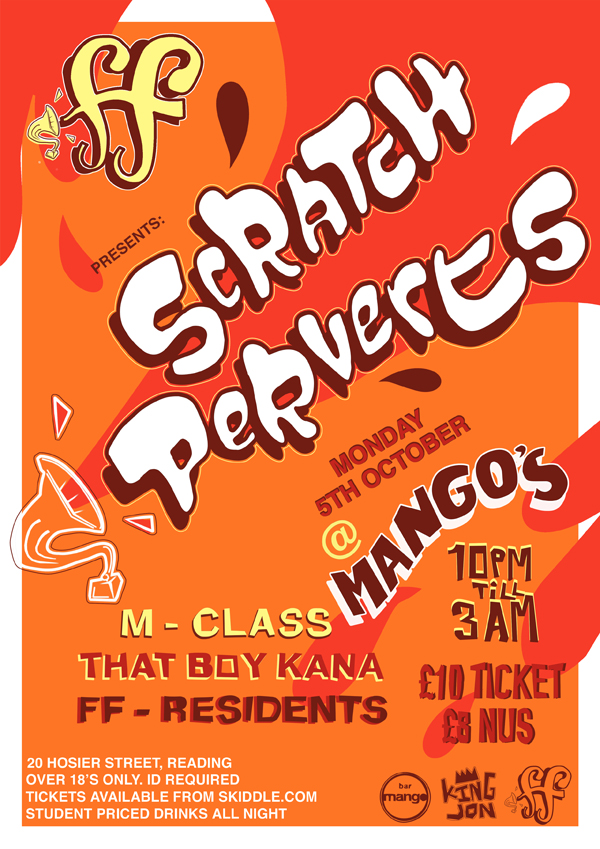 ff
PRESENTS:
SCRATCH
PERVERTS
MONDAY
5TH OCTOBER
@ MANGO'S
10PM
TiLL
3AM
M - CLASS
THAT BOY KANA
FF - RESIDENTS
£10 TICKET
£8 NUS
20 HOSIER STREET, READING
OVER 18'S ONLY. ID REQUIRED
TICKETS AVAILABLE FROM SKIDDLE.COM
STUDENT PRICED DRINKS ALL NIGHT
bar
mango
KING
JON
ff